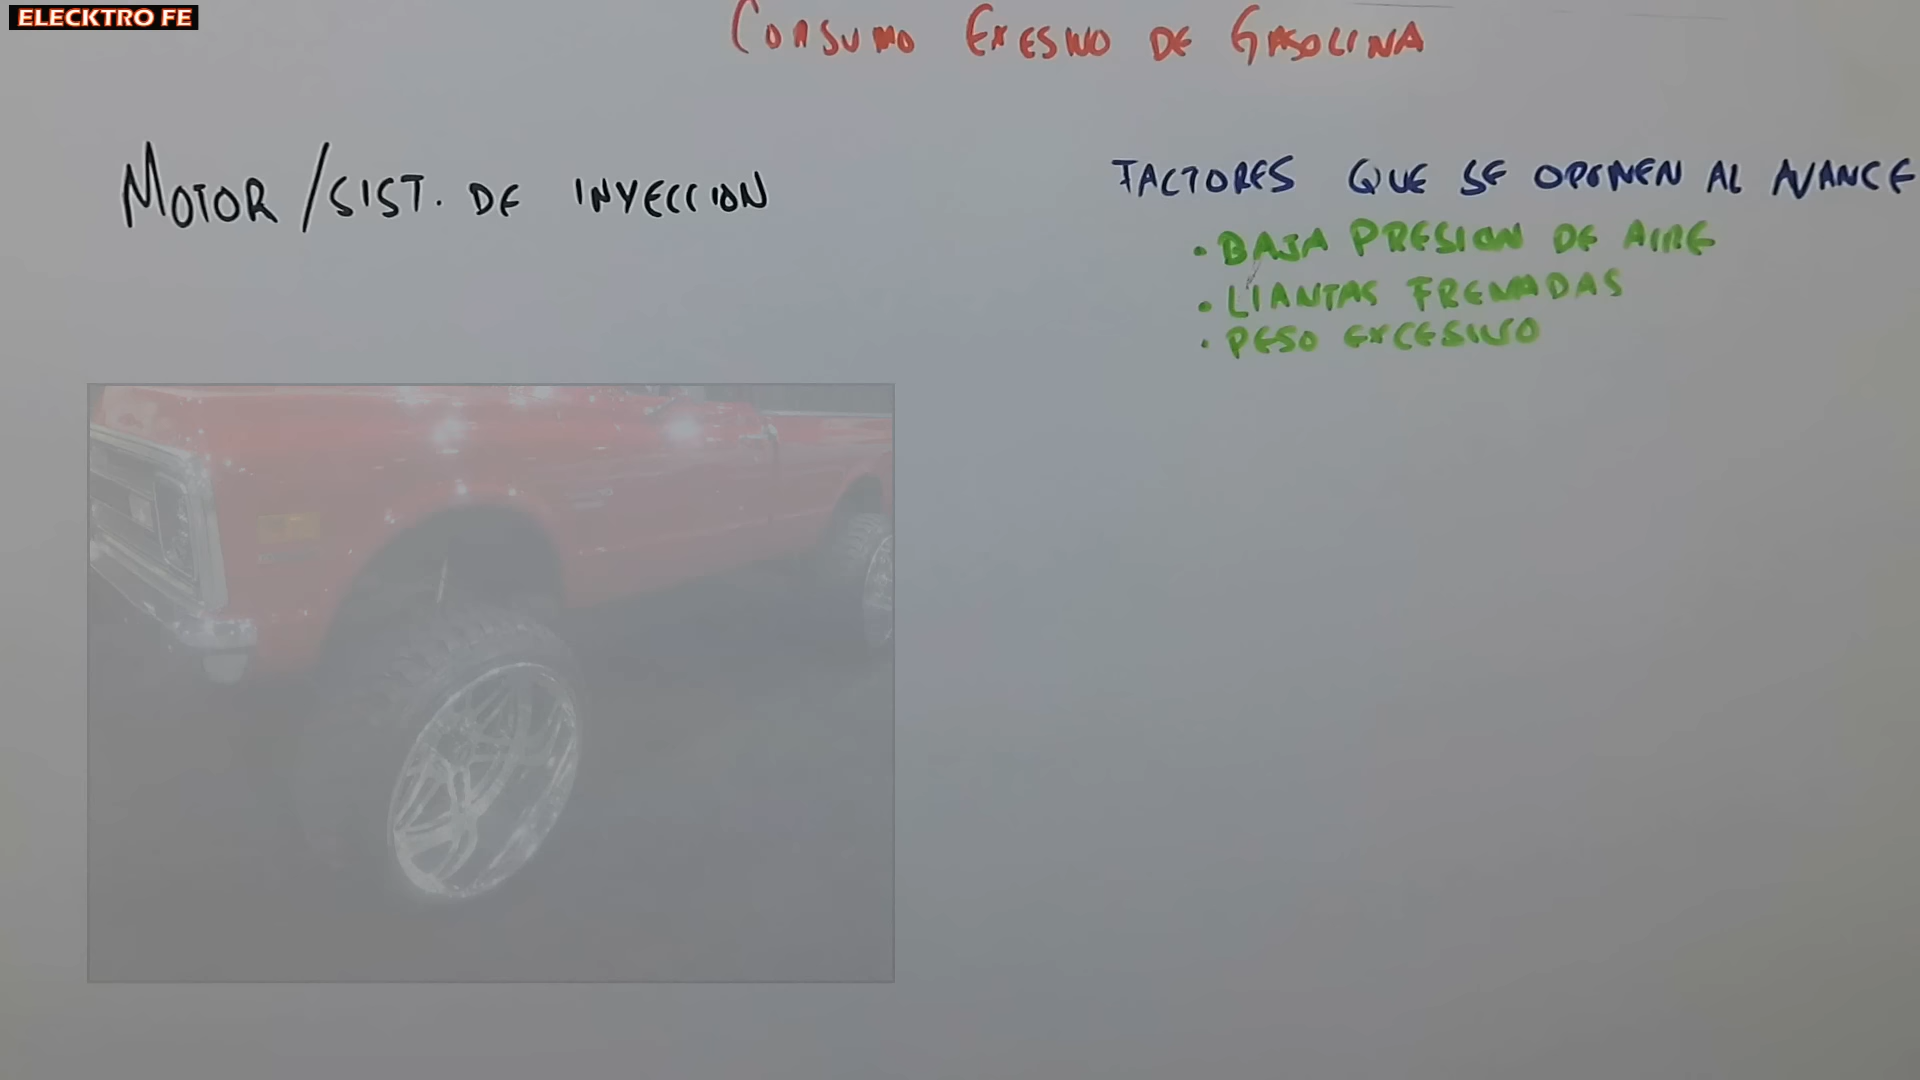 ELECKTRO FE
CONSUMO EXESIVO DE GASOLINA
MOTOR / SIST. DE INYECCION
FACTORES QUE SE OPONEN AL AVANCE
• BAJA PRESION DE AIRE
• LLANTAS FRENADAS
• PESO EXCESIVO